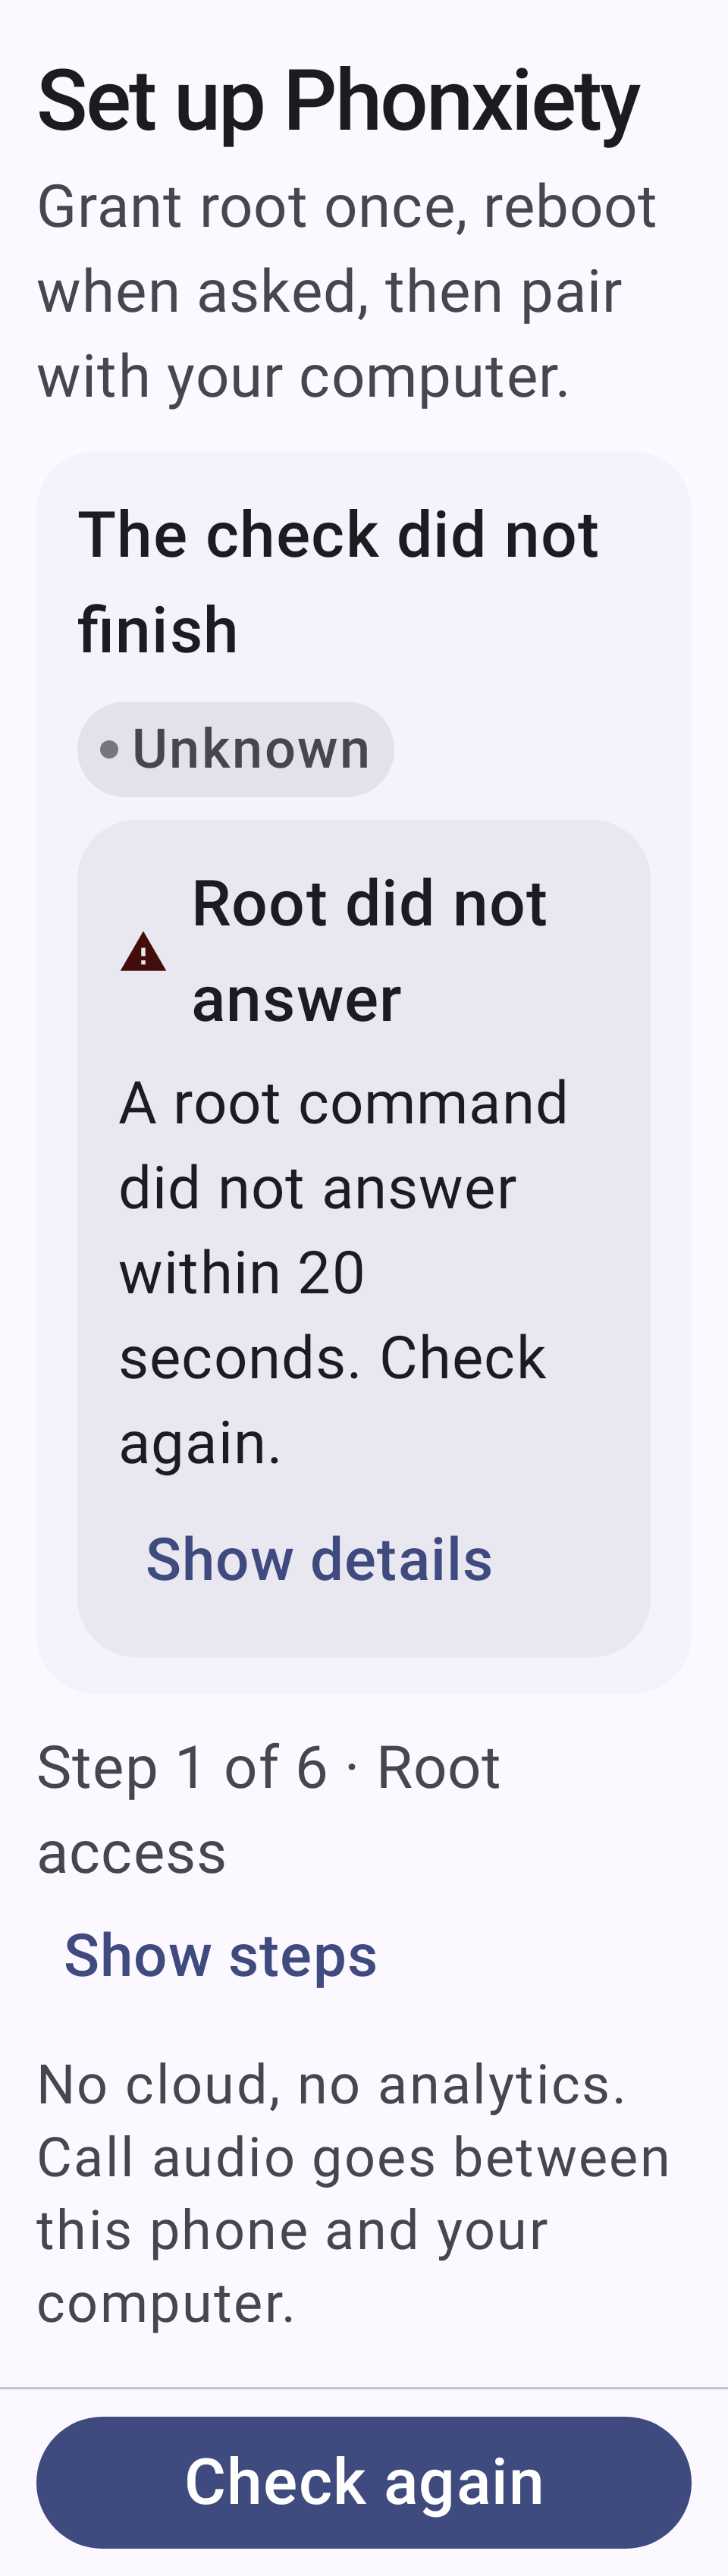 Set up Phonxiety
Grant root once, reboot
when asked, then pair
with your computer.
The check did not
finish
Unknown
Root did not
answer
A root command
did not answer
within 20
seconds. Check
again.
Show details
Step 1 of 6 · Root
access
Show steps
No cloud, no analytics.
Call audio goes between
this phone and your
computer.
Check again